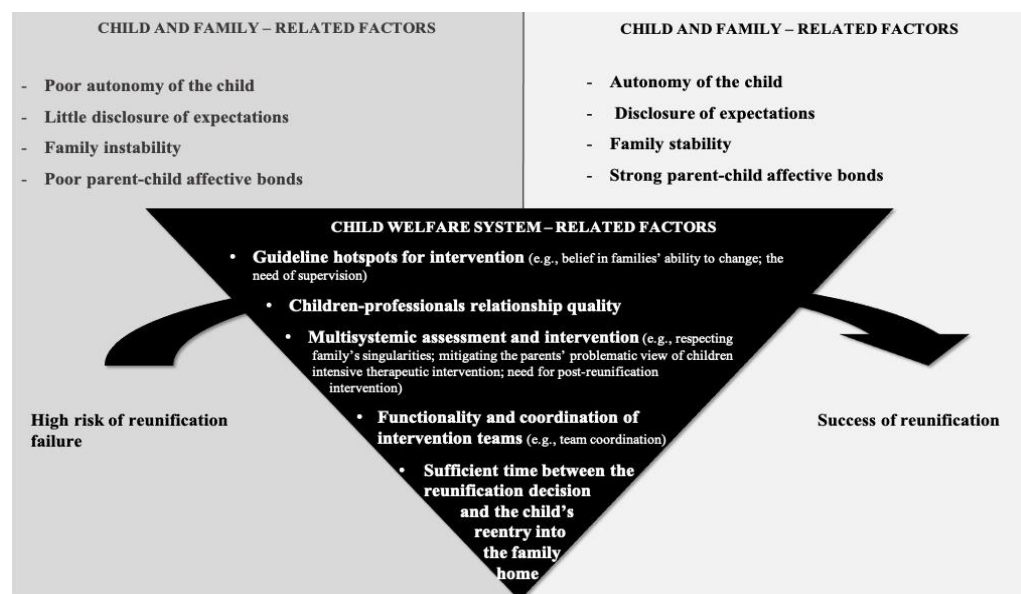 CHILD AND FAMILY – RELATED FACTORS
- Poor autonomy of the child
- Little disclosure of expectations
- Family instability
- Poor parent-child affective bonds
CHILD AND FAMILY – RELATED FACTORS
- Autonomy of the child
- Disclosure of expectations
- Family stability
- Strong parent-child affective bonds
CHILD WELFARE SYSTEM – RELATED FACTORS
• Guideline hotspots for intervention (e.g., belief in families’ ability to change; the
need of supervision)
• Children-professionals relationship quality
• Multisystemic assessment and intervention (e.g., respecting
family’s singularities; mitigating the parents’ problematic view of children
intensive therapeutic intervention; need for post-reunification
intervention)
• Functionality and coordination of
intervention teams (e.g., team coordination)
• Sufficient time between the
reunification decision
and the child’s
reentry into
the family
home
High risk of reunification
failure
Success of reunification